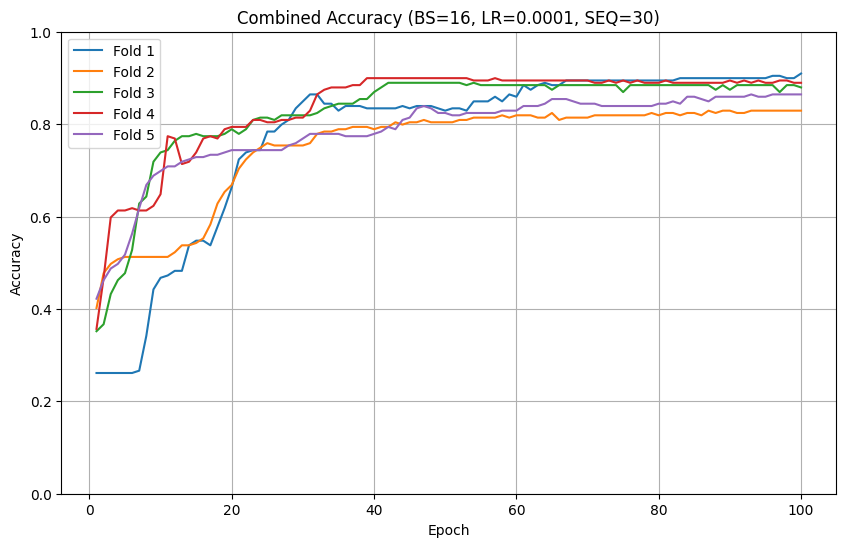 Combined Accuracy (BS=16, LR=0.0001, SEQ=30)
Fold 1
Fold 2
Fold 3
Fold 4
Fold 5
Accuracy
1.0
0.8
0.6
0.4
0.2
0.0
0 20 40 60 80 100
Epoch